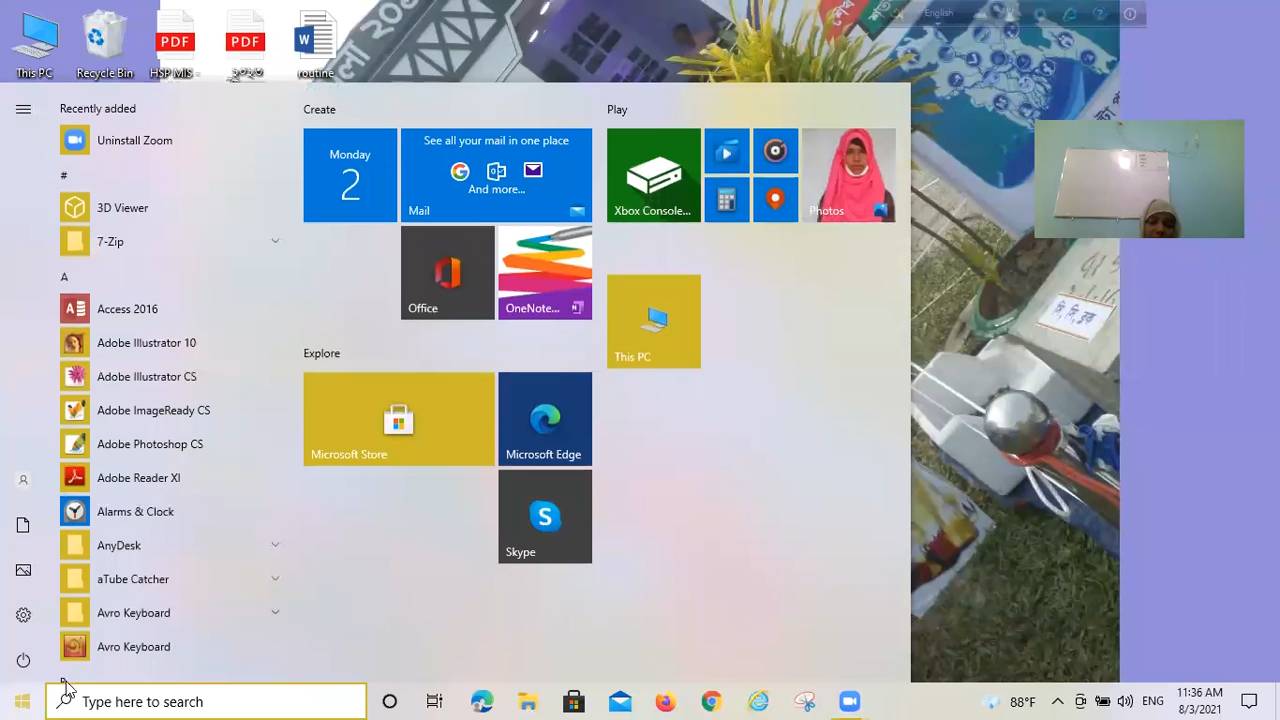 English
This PC
Recycle Bin
HSP MIS -
routine
Recently added
Uninstall Zoom
#
3D Viewer
7-Zip
A
Access 2016
Adobe Illustrator 10
Adobe Illustrator CS
Adobe ImageReady CS
Adobe Photoshop CS
Adobe Reader XI
Alarms & Clock
AnyDesk
aTube Catcher
Avro Keyboard
Avro Keyboard
Create
Monday
2
See all your mail in one place
And more...
Mail
Office
OneNote...
Explore
Microsoft Store
Microsoft Edge
Skype
Play
Xbox Console...
Photos
This PC
Type here to search
88°F
ENG
11:36 AM
8/3/2021